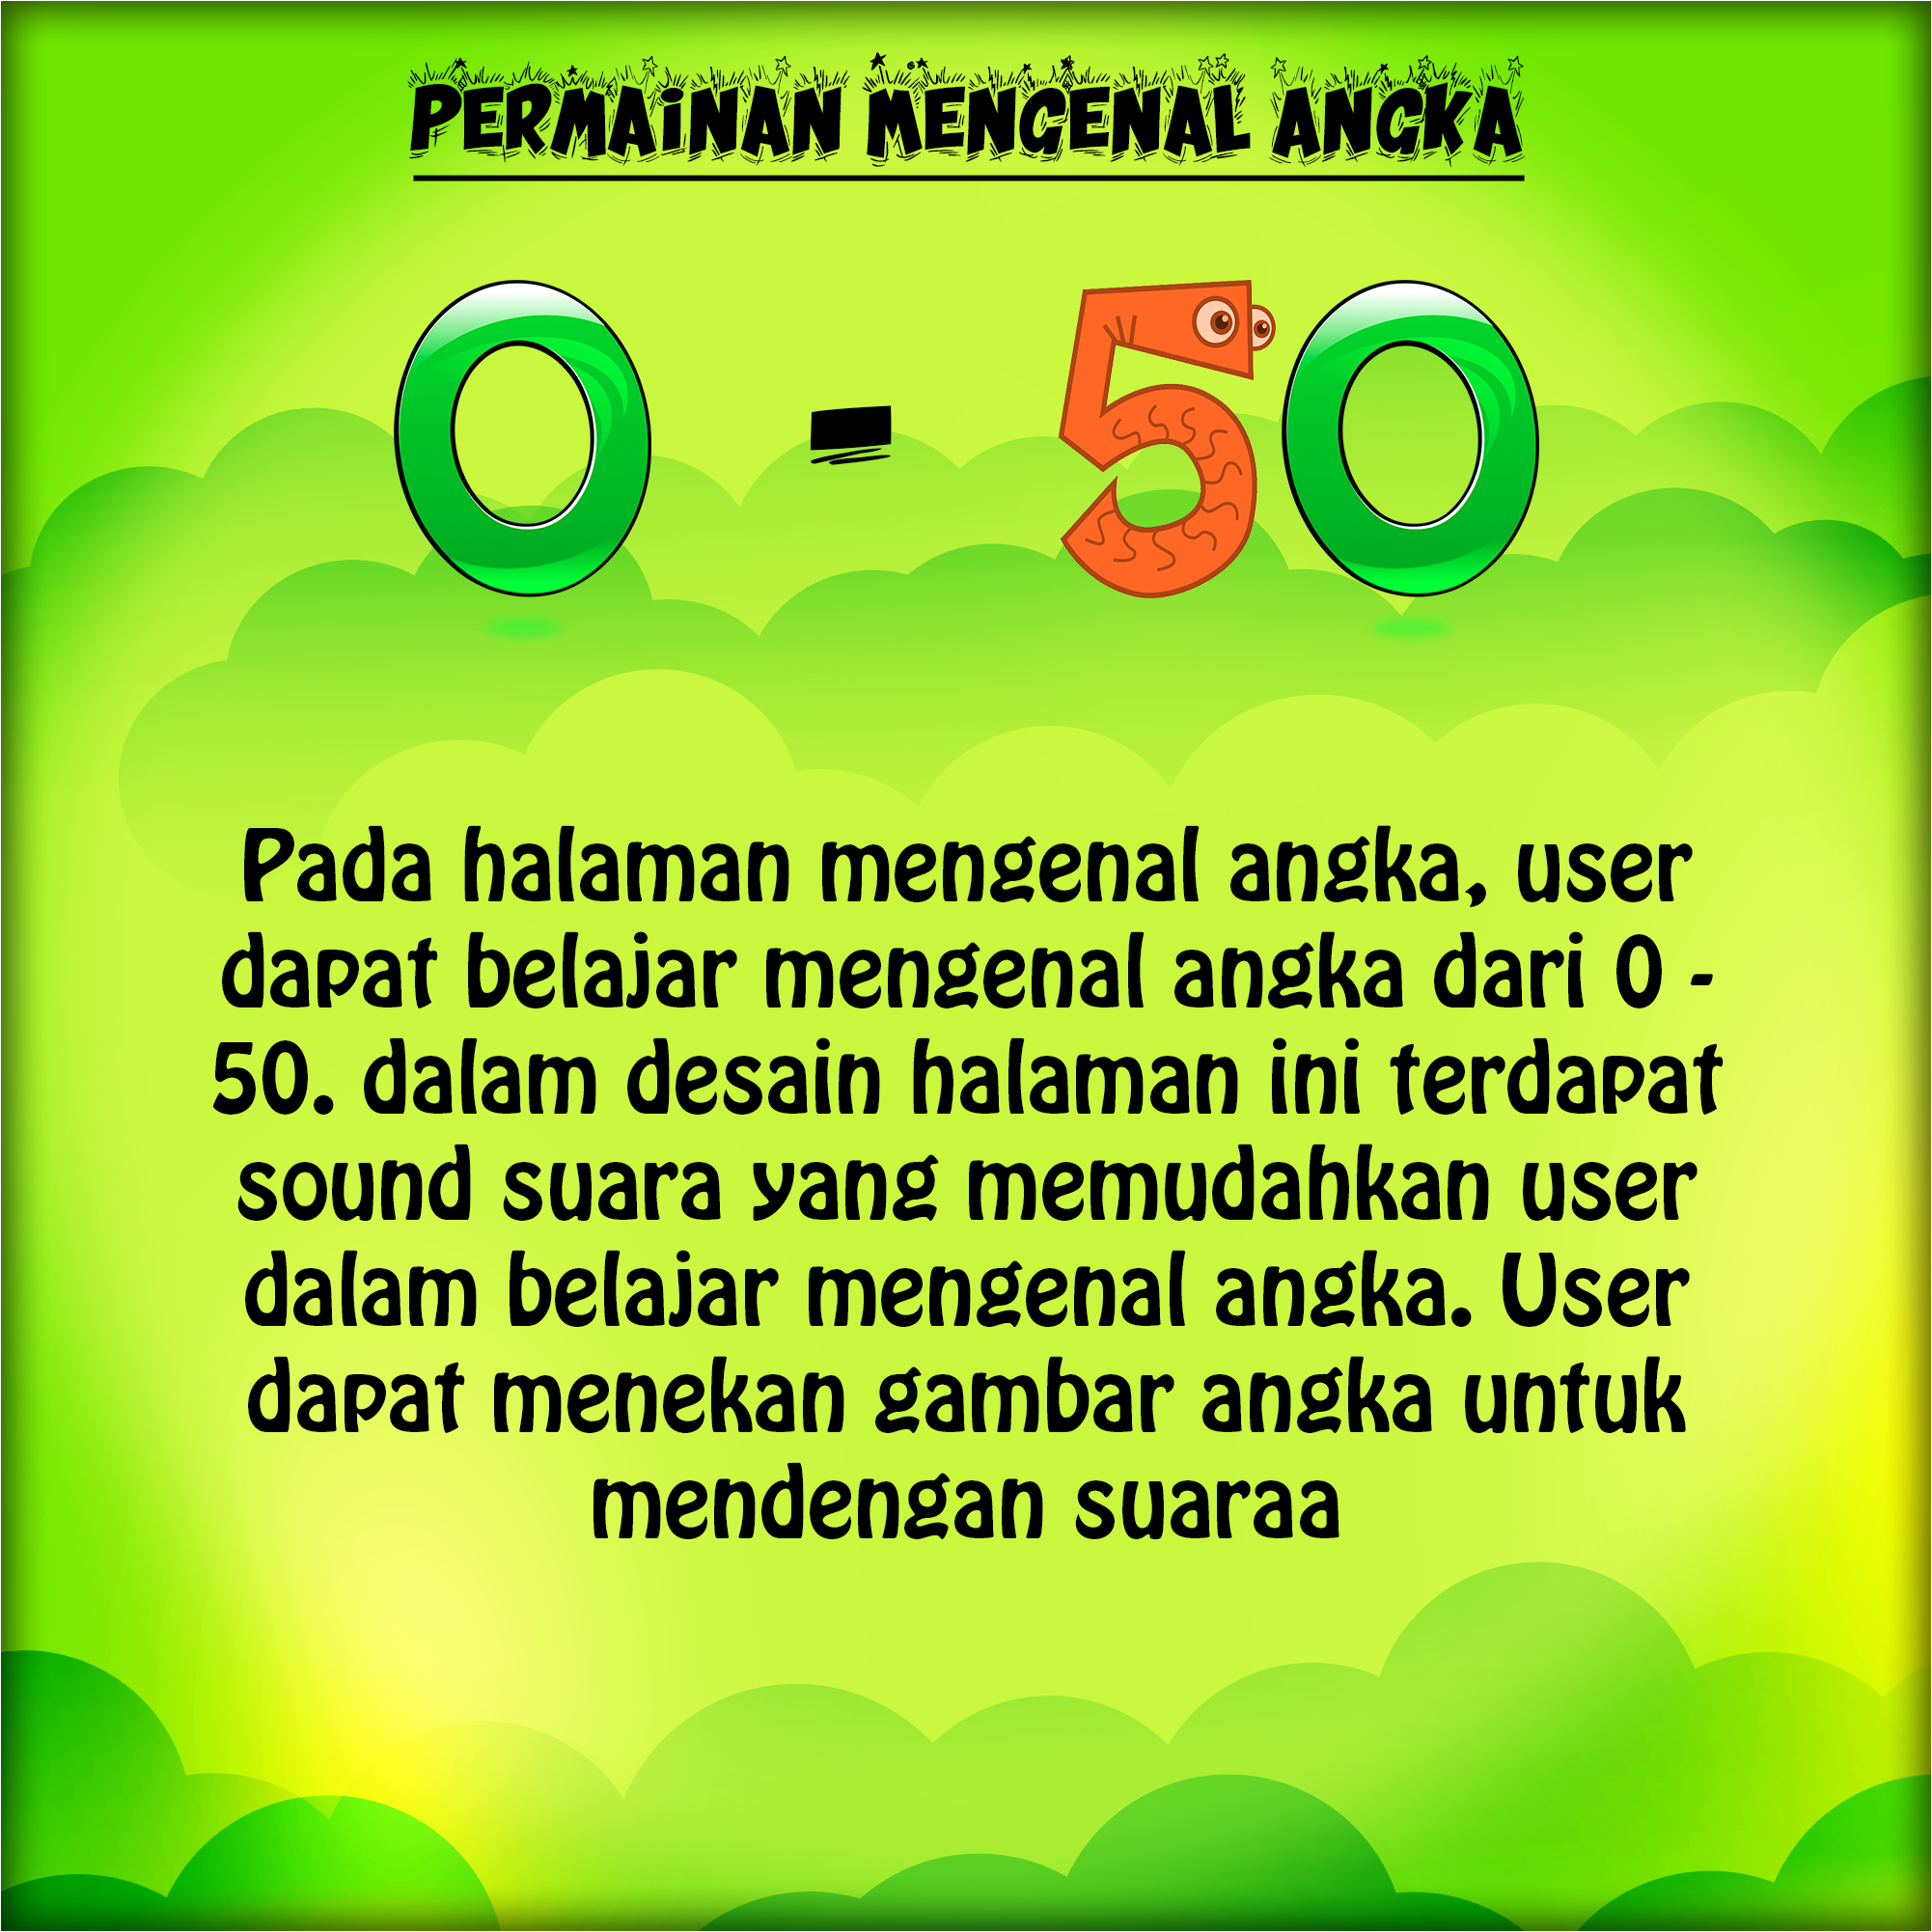 PERMAiNAN MENGENAL ANGKA
0 - 50
Pada halaman mengenal angka, user
dapat belajar mengenal angka dari 0 -
50. dalam desain halaman ini terdapat
sound suara yang memudahkan user
dalam belajar mengenal angka. User
dapat menekan gambar angka untuk
mendengan suaraa